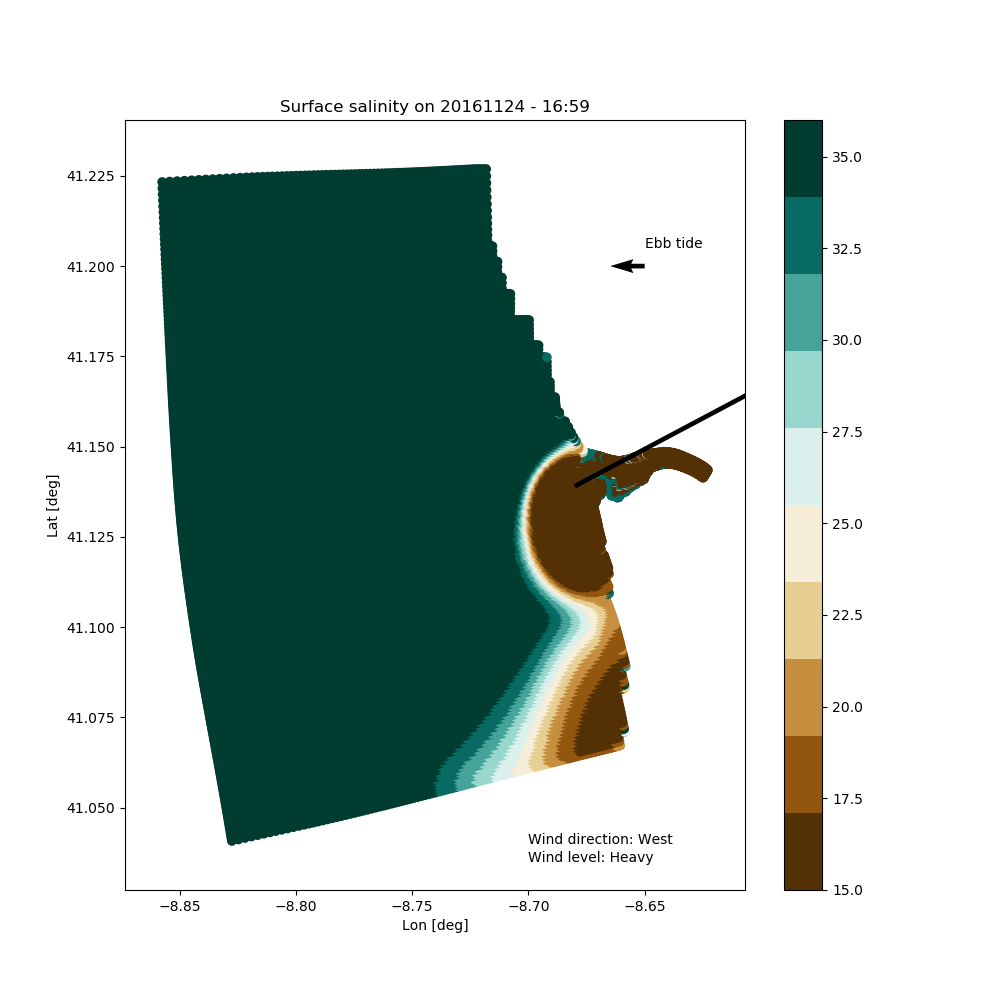 Surface salinity on 20161124 - 16:59
41.225
41.200
41.175
41.150
41.125
41.100
41.075
41.050
Lat [deg]
Ebb tide
Wind direction: West
Wind level: Heavy
−8.85 −8.80 −8.75 −8.70 −8.65
Lon [deg]
35.0
32.5
30.0
27.5
25.0
22.5
20.0
17.5
15.0